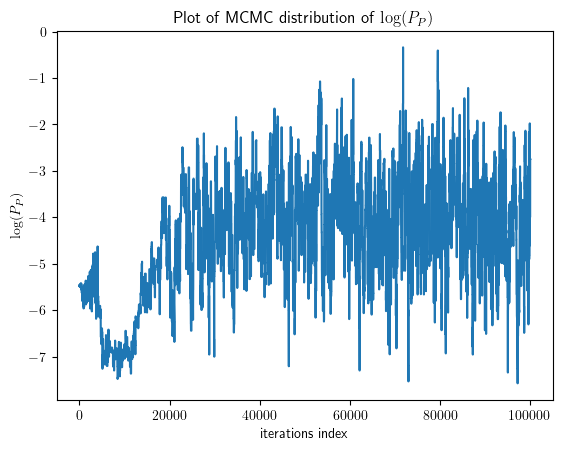 Plot of MCMC distribution of log(P_P)
0
−1
−2
−3
−4
−5
−6
−7
log(P_P)
0 20000 40000 60000 80000 100000
iterations index